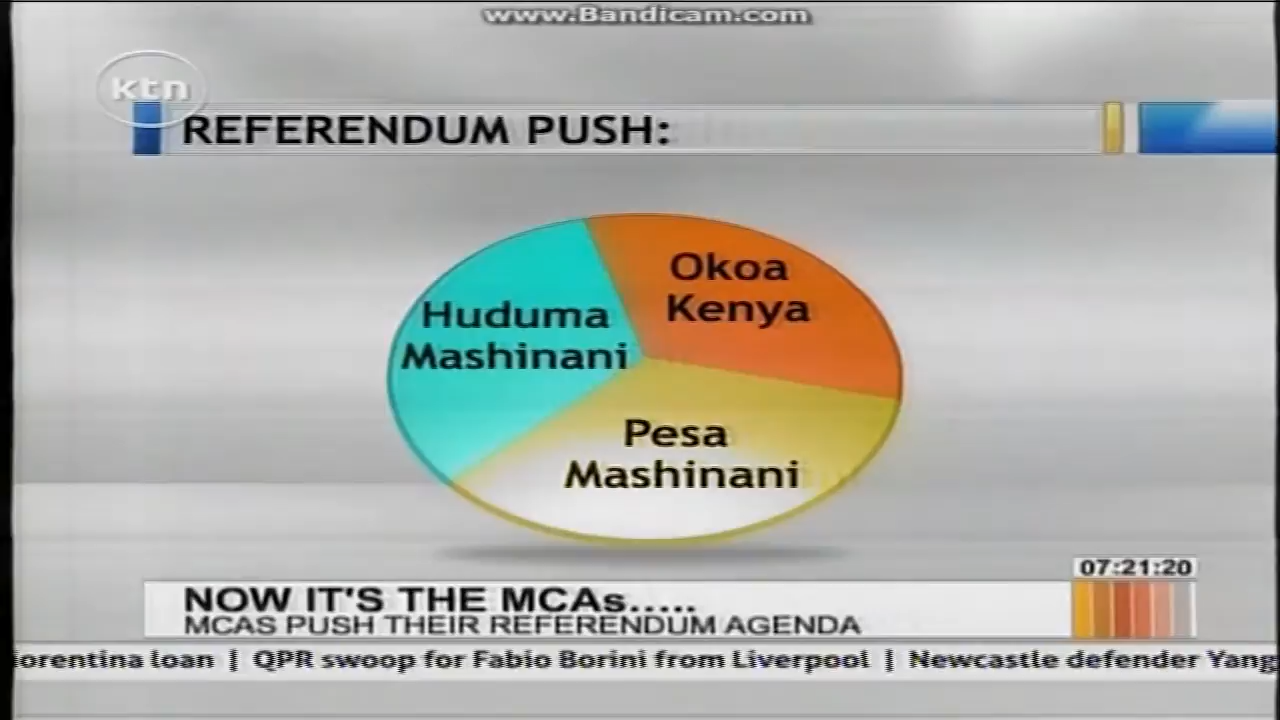 www.Bandicam.com
ktn
REFERENDUM PUSH:
Okoa
Kenya
Huduma
Mashinani
Pesa
Mashinani
07:21:20
NOW IT'S THE MCAs.....
MCAS PUSH THEIR REFERENDUM AGENDA
iorentina loan | QPR swoop for Fabio Borini from Liverpool | Newcastle defender Yang